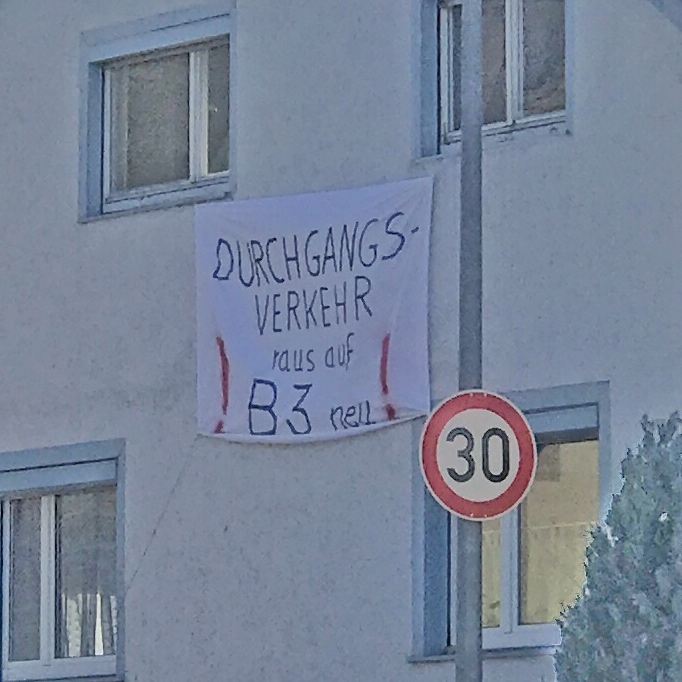 DURCHGANGS-
VERKEHR
raus auf
! B3 neu !
30